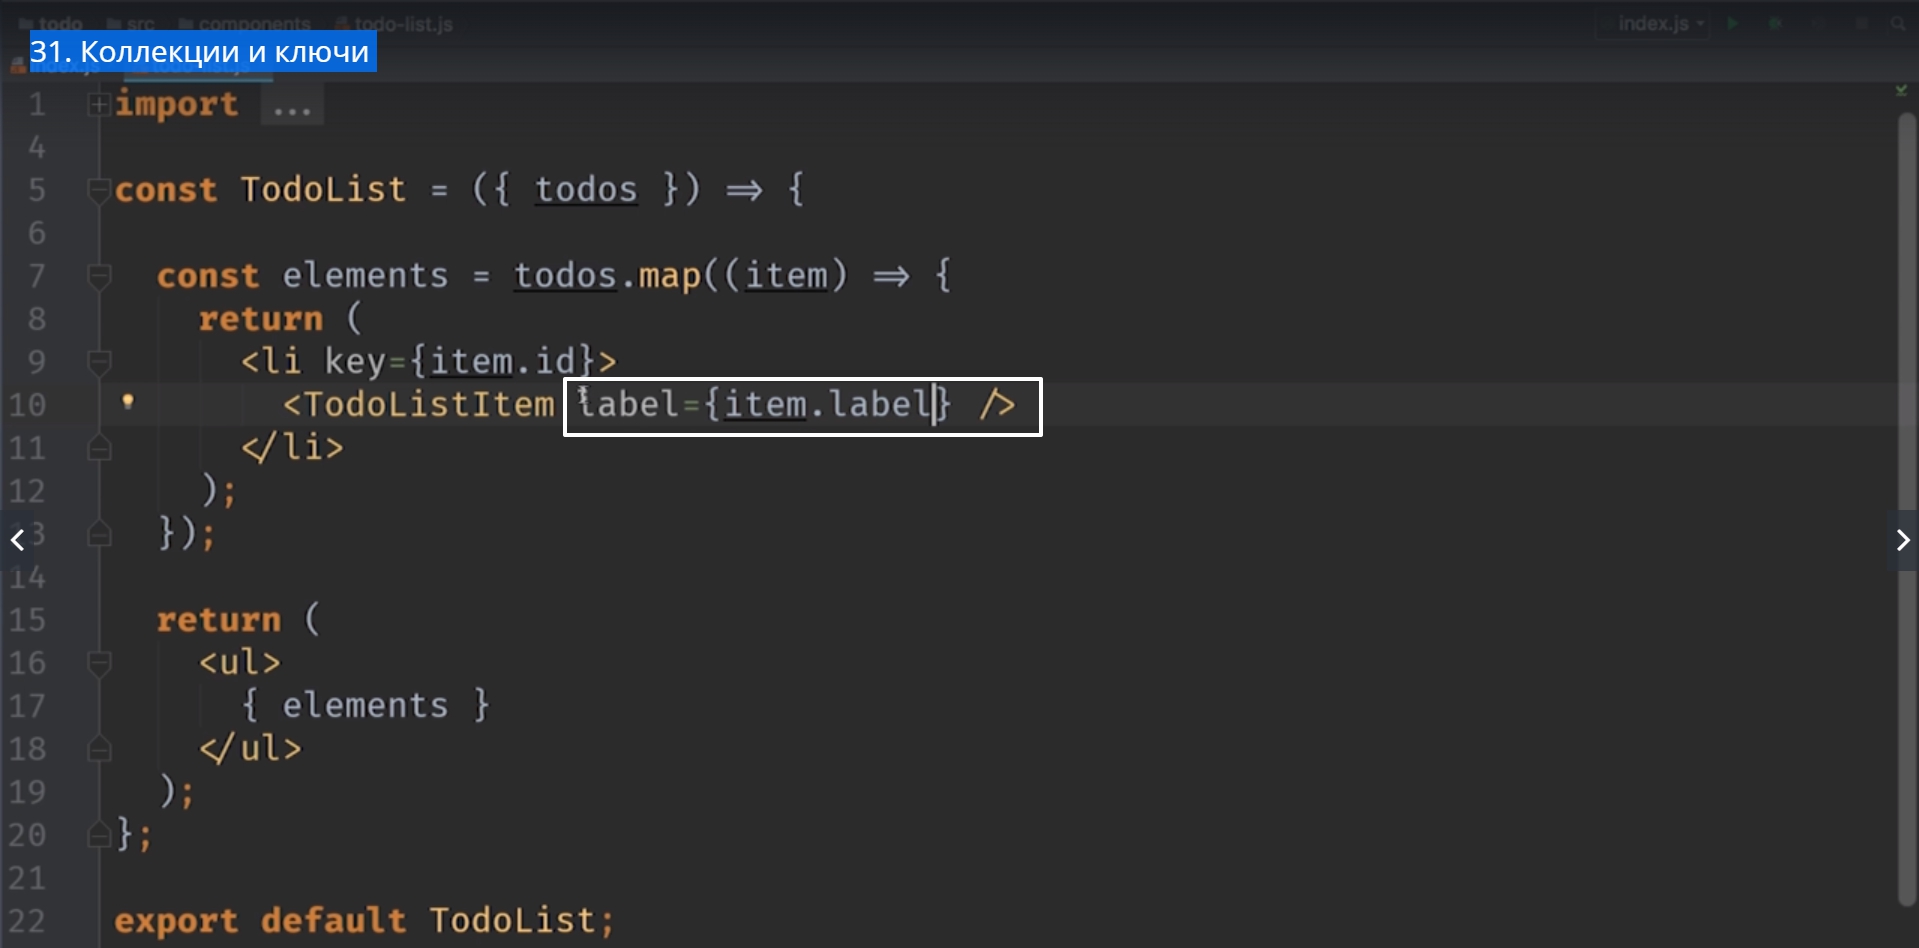 todo src components todo-list.js index.js
31. Коллекции и ключи
1 import ...
4
5 const TodoList = ({ todos }) => {
6
7 const elements = todos.map((item) => {
8 return (
9 <li key={item.id}>
10 <TodoListItem label={item.label} />
11 </li>
12 );
13 });
14
15 return (
16 <ul>
17 { elements }
18 </ul>
19 );
20 };
21
22 export default TodoList;